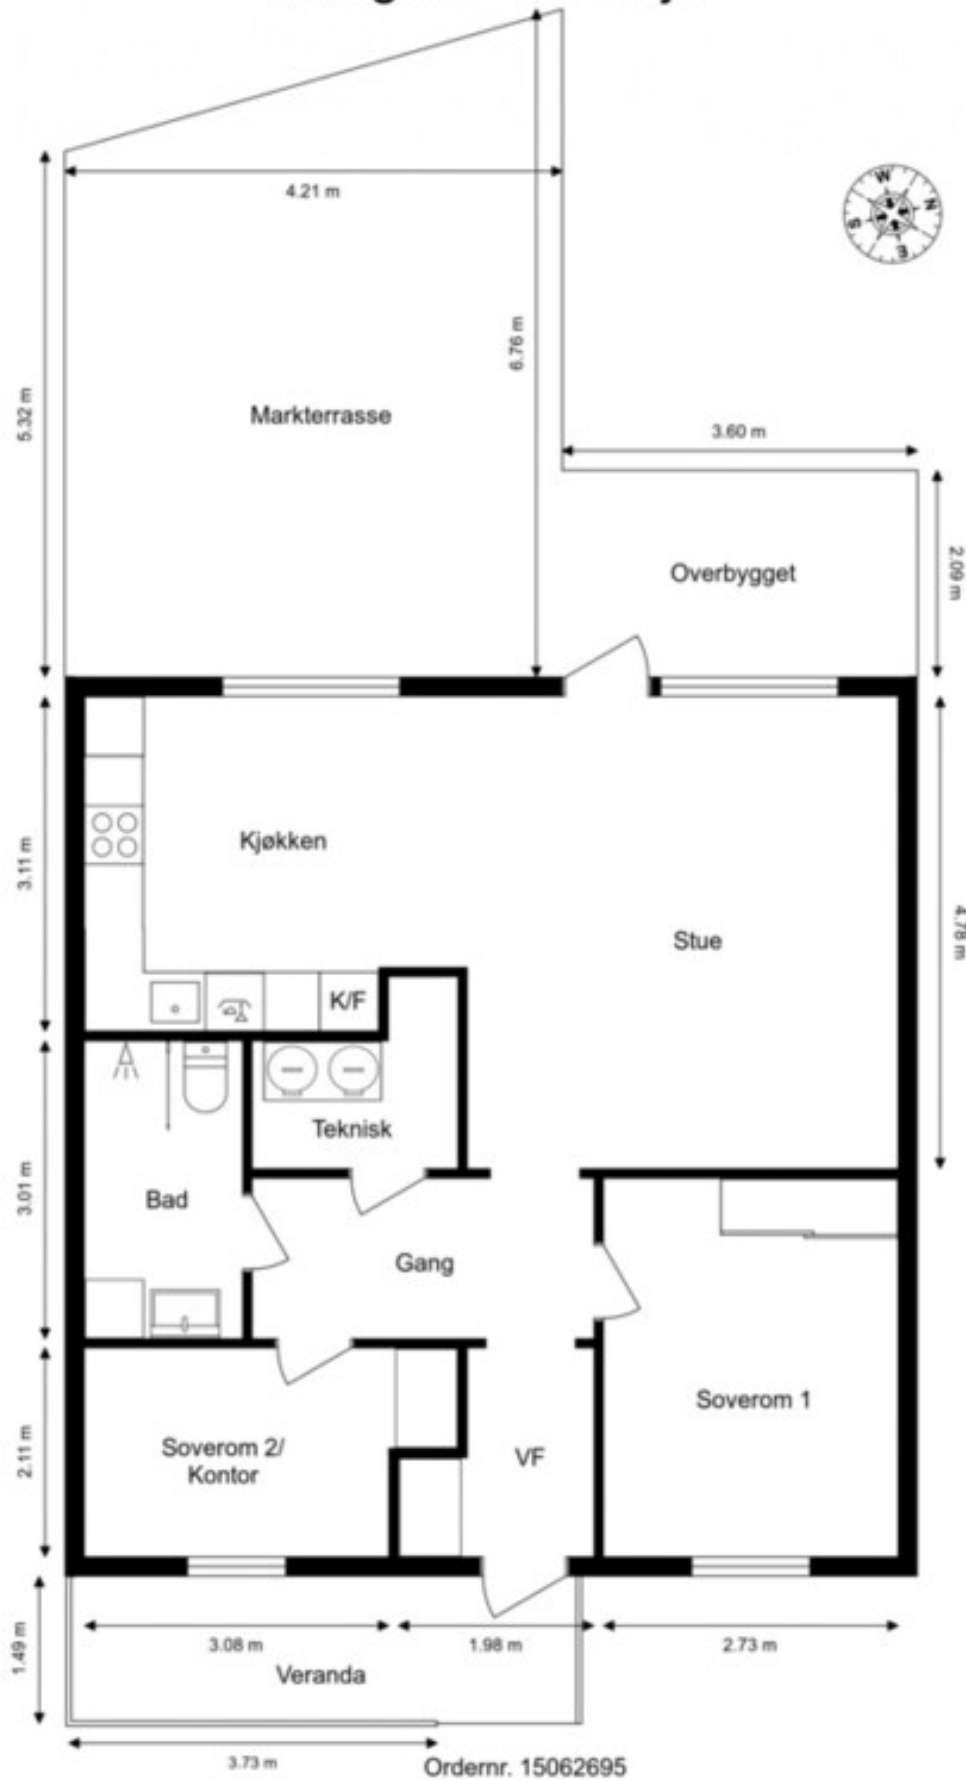 4.21 m
W
N
S
E
6.76 m
5.32 m
Markterrasse
3.60 m
Overbygget
2.09 m
Kjøkken
3.11 m
Stue
4.78 m
K/F
Teknisk
Bad
3.01 m
Gang
Soverom 1
Soverom 2/
Kontor
VF
2.11 m
1.49 m
3.08 m
1.98 m
2.73 m
Veranda
3.73 m
Ordernr. 15062695